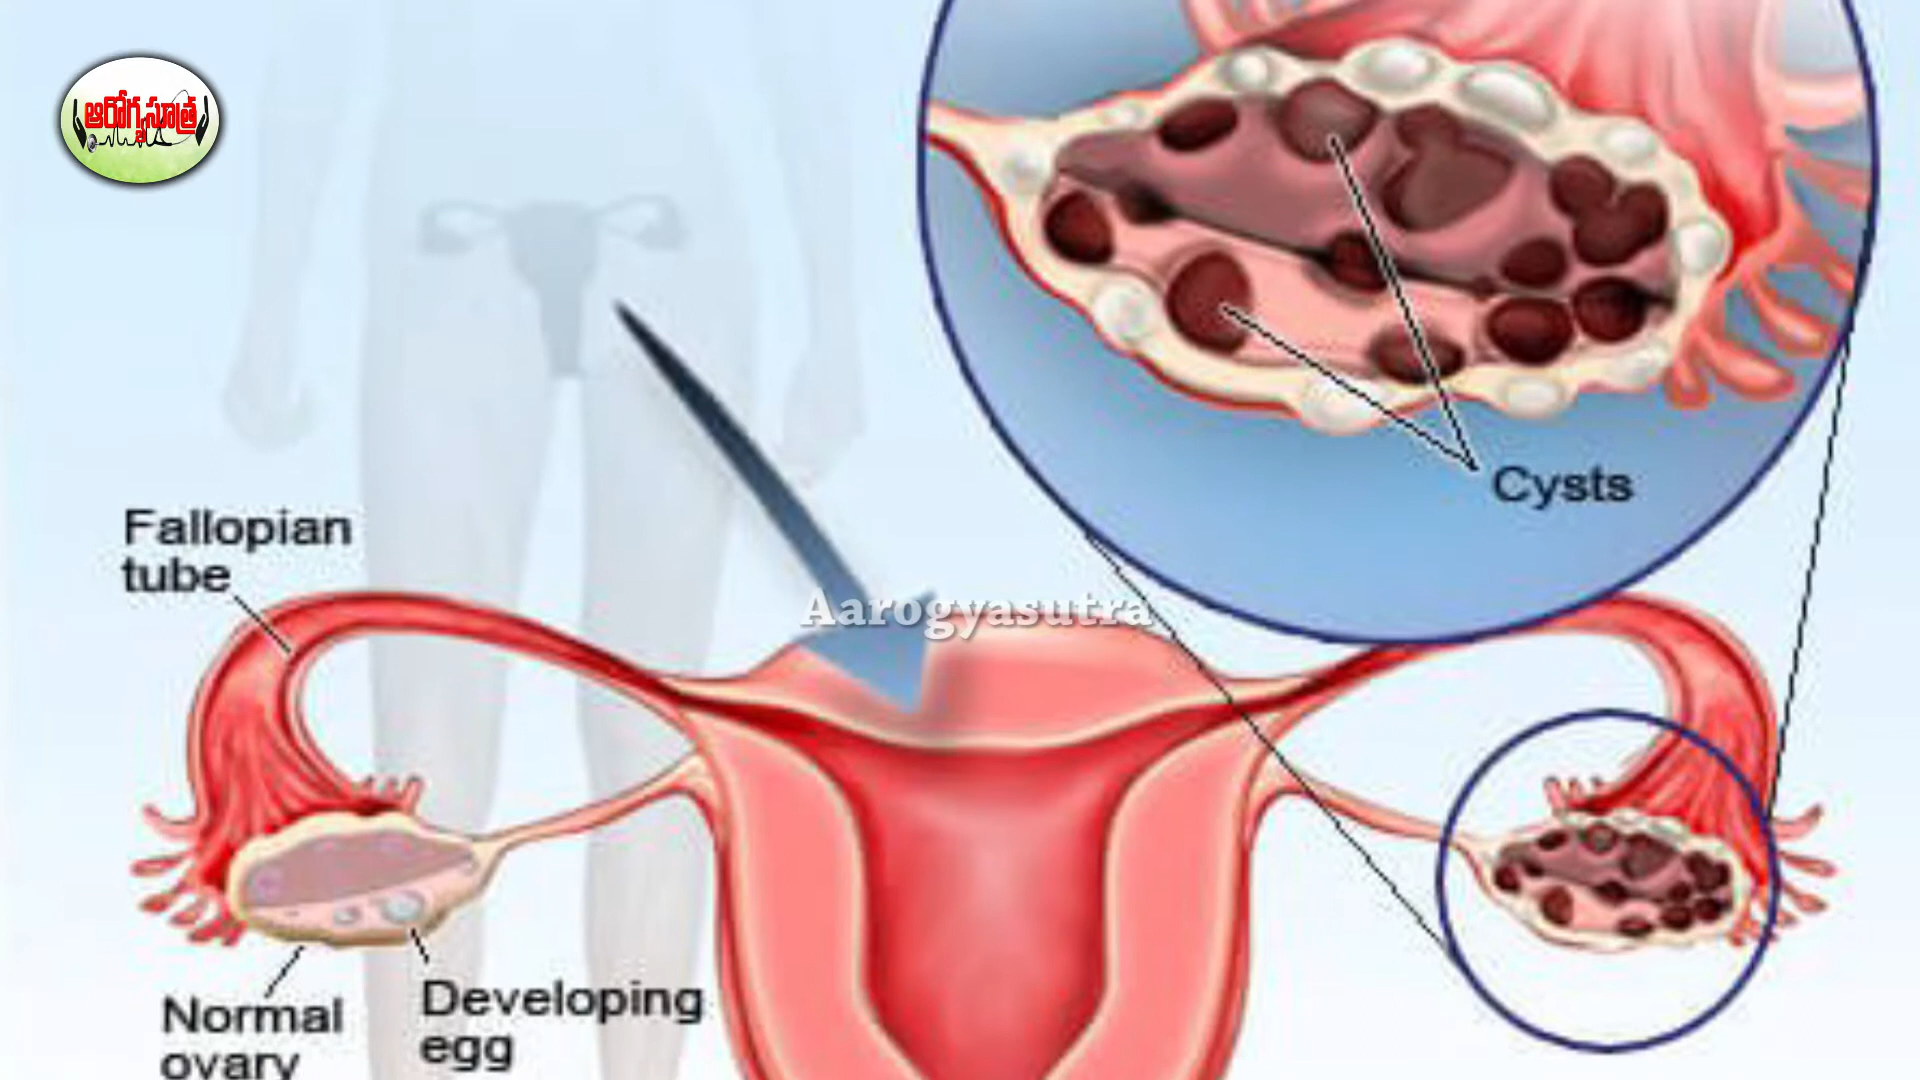 ఆరోగ్యసూత్ర
Cysts
Fallopian
tube
Aarogyasutra
Developing
egg
Normal
ovary